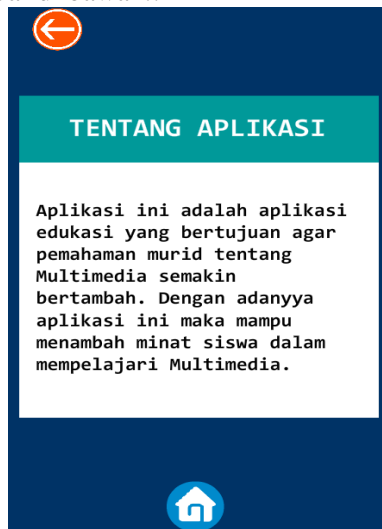 TENTANG APLIKASI
Aplikasi ini adalah aplikasi
edukasi yang bertujuan agar
pemahaman murid tentang
Multimedia semakin
bertambah. Dengan adanyya
aplikasi ini maka mampu
menambah minat siswa dalam
mempelajari Multimedia.